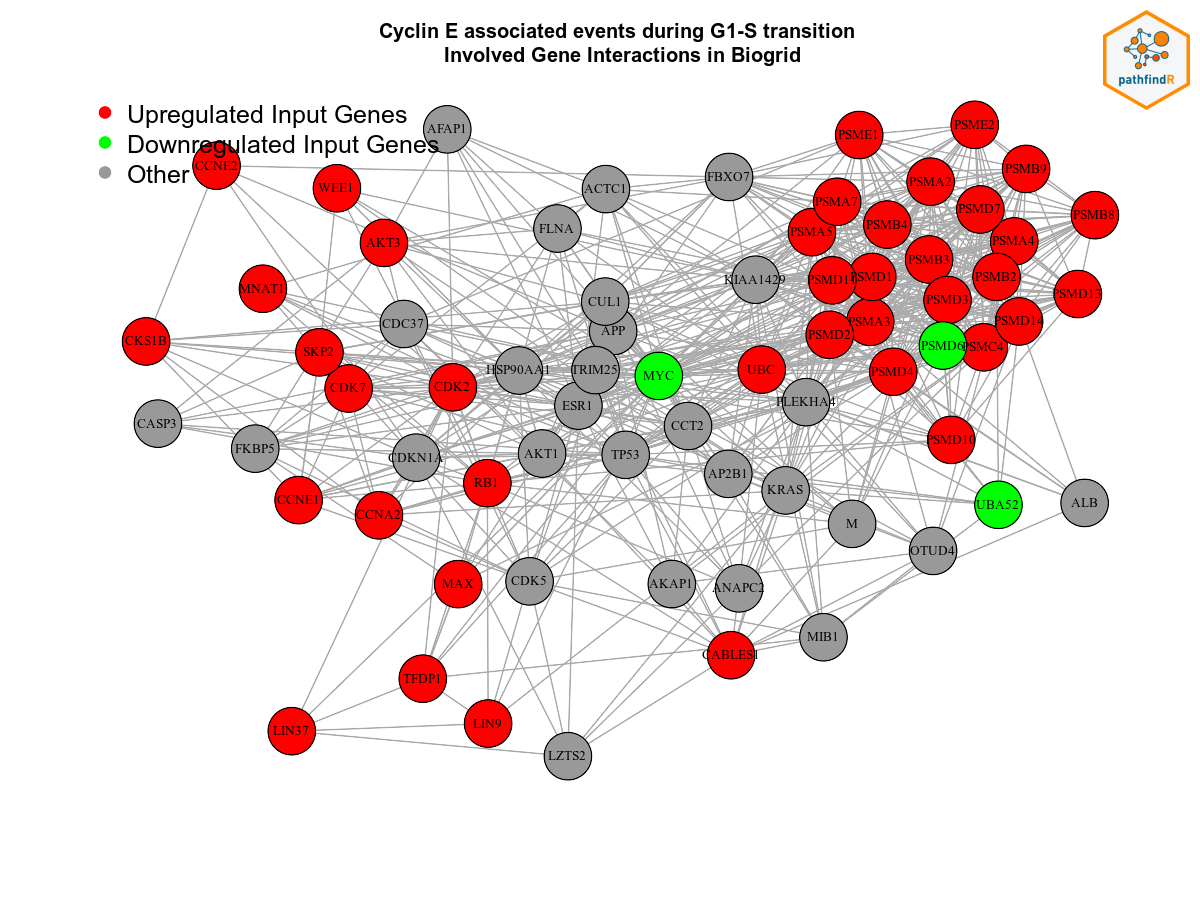 Cyclin E associated events during G1-S transition
Involved Gene Interactions in Biogrid
pathfindR
Upregulated Input Genes
Downregulated Input Genes
Other
AFAP1
CCNE2
WEE1
ACTC1
FBXO7
PSME1
PSME2
PSMB9
PSMA2
PSMA7
PSMD7
PSMB8
PSMB4
PSMA5
PSMA4
FLNA
AKT3
PSMB3
PSMB2
PSMD1
KIAA1429
MNAT1
PSMD13
CUL1
PSMD3
CDC37
APP
PSMA3
PSMD14
PSMD2
CKS1B
PSMD6
PSMC4
SKP2
HSP90AA1
TRIM25
MYC
UBC
PSMD4
CDK7
CDK2
ESR1
PLEKHA4
CASP3
CCT2
PSMD10
FKBP5
CDKN1A
AKT1
TP53
AP2B1
RB1
KRAS
CCNE1
UBA52
ALB
CCNA2
M
OTUD4
CDK5
MAX
AKAP1
ANAPC2
MIB1
CABLES1
TFDP1
LIN9
LIN37
LZTS2